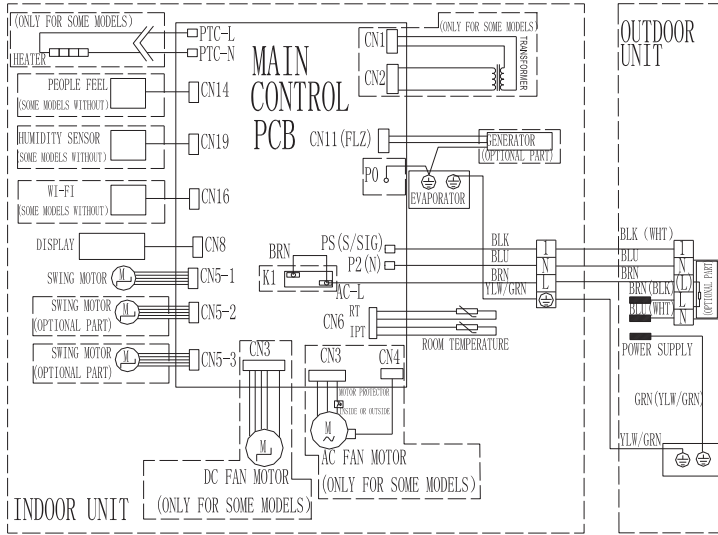 (ONLY FOR SOME MODELS)
HEATER
PTC-L
PTC-N
PEOPLE FEEL
(SOME MODELS WITHOUT)
CN14
HUMIDITY SENSOR
(SOME MODELS WITHOUT)
CN19
WI-FI
(SOME MODELS WITHOUT)
CN16
DISPLAY
CN8
SWING MOTOR
M
CN5-1
SWING MOTOR
(OPTIONAL PART)
M
CN5-2
SWING MOTOR
(OPTIONAL PART)
M
CN5-3
MAIN
CONTROL
PCB
CN1
CN2
(ONLY FOR SOME MODELS)
TRANSFORMER
CN11(FLZ)
GENERATOR
(OPTIONAL PART)
P0
EVAPORATOR
BRN
K1
AC-L
PS(S/SIG)
P2(N)
BLK
BLU
BRN
YLW/GRN
1
N
L
CN6
RT
IPT
ROOM TEMPERATURE
CN3
M
DC FAN MOTOR
(ONLY FOR SOME MODELS)
CN3
CN4
MOTOR PROTECTOR
INSIDE OR OUTSIDE
M
AC FAN MOTOR
(ONLY FOR SOME MODELS)
INDOOR UNIT
OUTDOOR
UNIT
BLK (WHT)
BLU
BRN
BRN(BLK)
BLU(WHT)
1
N
(L)
L
N
(OPTIONAL PART
POWER SUPPLY
GRN(YLW/GRN)
YLW/GRN